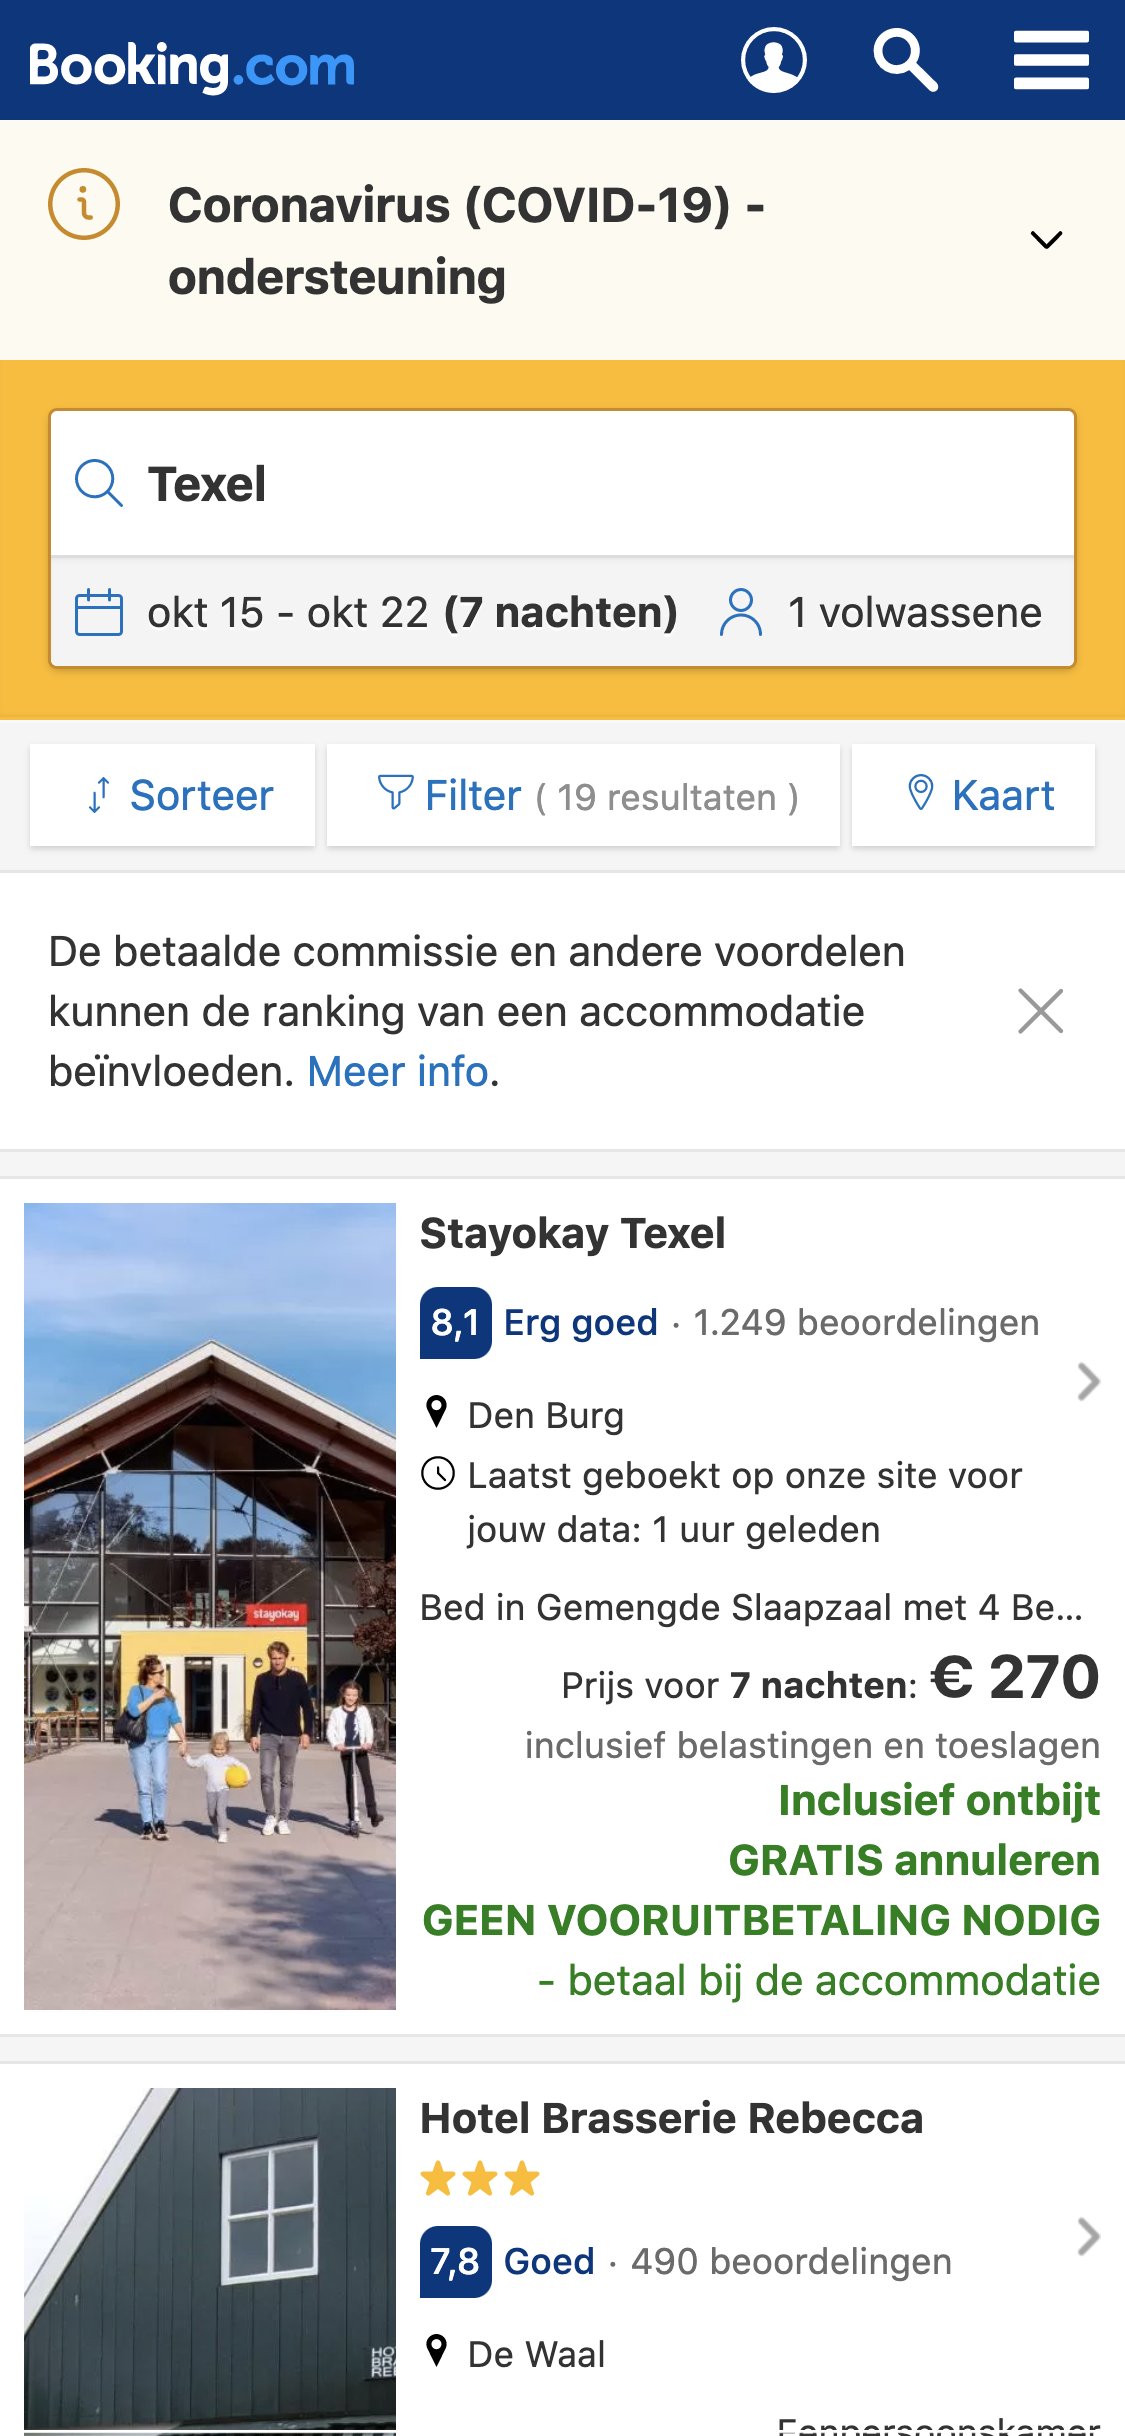 Booking.com
Coronavirus (COVID-19) -
ondersteuning
Texel
okt 15 - okt 22 (7 nachten) 1 volwassene
Sorteer Filter ( 19 resultaten ) Kaart
De betaalde commissie en andere voordelen
kunnen de ranking van een accommodatie
beïnvloeden. Meer info.
Stayokay Texel
8,1 Erg goed · 1.249 beoordelingen
Den Burg
Laatst geboekt op onze site voor
jouw data: 1 uur geleden
stayokay
Bed in Gemengde Slaapzaal met 4 Be...
Prijs voor 7 nachten: € 270
inclusief belastingen en toeslagen
Inclusief ontbijt
GRATIS annuleren
GEEN VOORUITBETALING NODIG
- betaal bij de accommodatie
Hotel Brasserie Rebecca
7,8 Goed · 490 beoordelingen
De Waal
Eenpersoonskamer